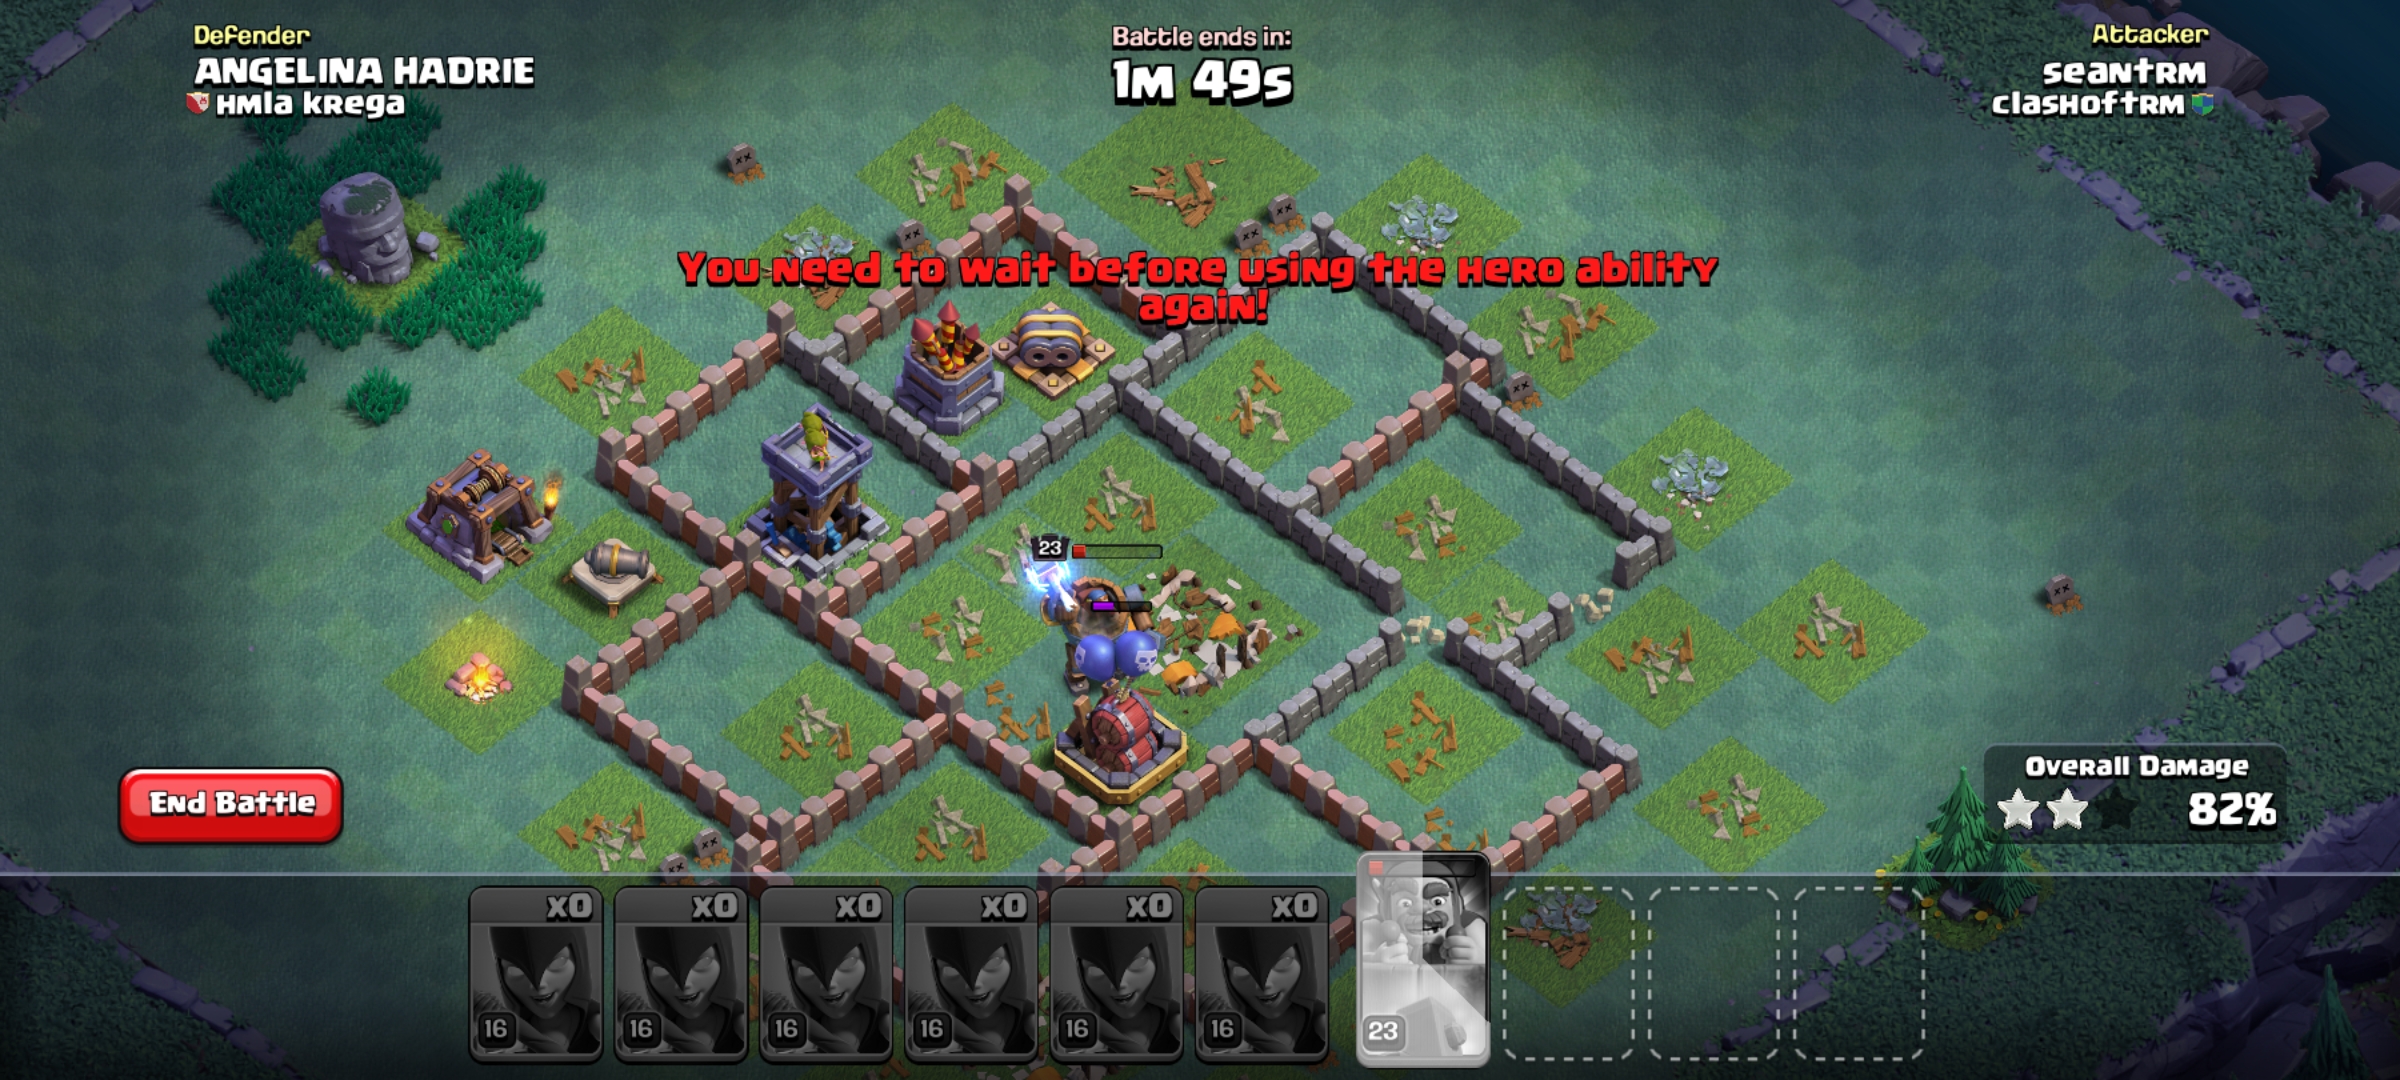 Defender
ANGELINA HADRIE
HMla kRega
Battle ends in:
1M 49s
Attacker
seantRM
clashoftRM
You need to wait before using the Hero ability
again!
23
End Battle
Overall Damage
82%
x0
x0
x0
x0
x0
x0
16
16
16
16
16
16
23